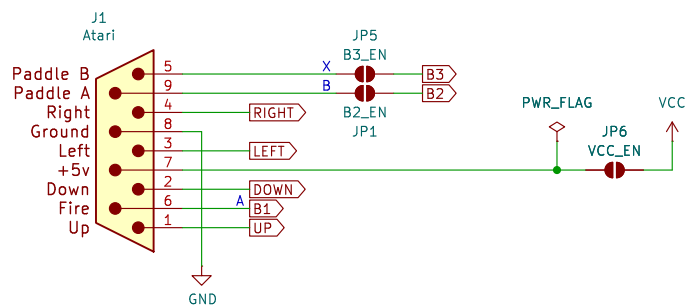 J1
Atari
JP5
B3_EN
Paddle B 5 X B3
Paddle A 9 B B2
B2_EN
JP1
Right 4 RIGHT
Ground 8
Left 3 LEFT
+5v 7
Down 2 DOWN
Fire 6 A B1
Up 1 UP
GND
PWR_FLAG
JP6
VCC_EN
VCC